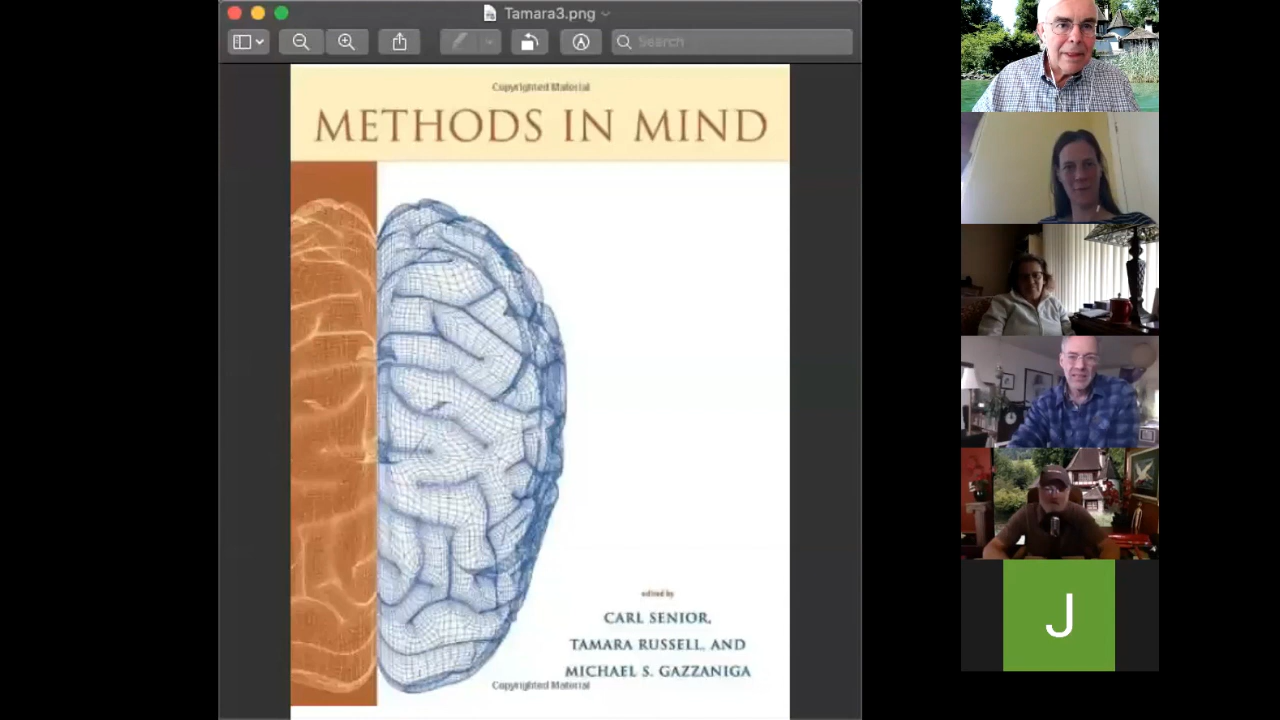 Tamara3.png
Search
Copyrighted Material
METHODS IN MIND
edited by
CARL SENIOR,
TAMARA RUSSELL, AND
MICHAEL S. GAZZANIGA
Copyrighted Material
J